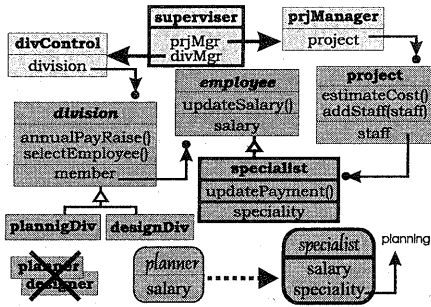 superviser
prjMgr
divMgr
prjManager
project
divControl
division
employee
updateSalary()
salary
project
estimateCost()
addStaff(staff)
staff
division
annualPayRaise()
selectEmployee()
member
specialist
updatePayment()
speciality
plannigDiv
designDiv
planner
designer
planner
salary
specialist
salary
speciality
planning